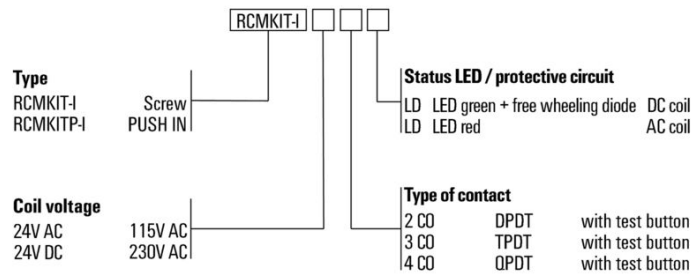 RCMKIT-I
Type
RCMKIT-I Screw
RCMKITP-I PUSH IN
Status LED / protective circuit
LD LED green + free wheeling diode DC coil
LD LED red AC coil
Coil voltage
24V AC 115V AC
24V DC 230V AC
Type of contact
2 CO DPDT with test button
3 CO TPDT with test button
4 CO QPDT with test button